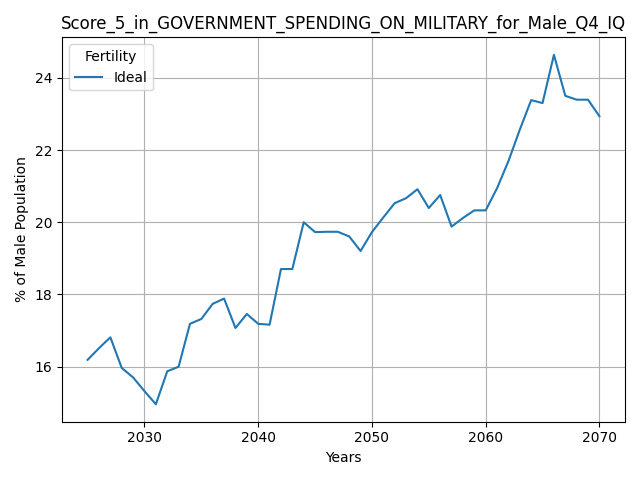 Score_5_in_GOVERNMENT_SPENDING_ON_MILITARY_for_Male_Q4_IQ
Fertility
Ideal
% of Male Population
24
22
20
18
16
2030 2040 2050 2060 2070
Years